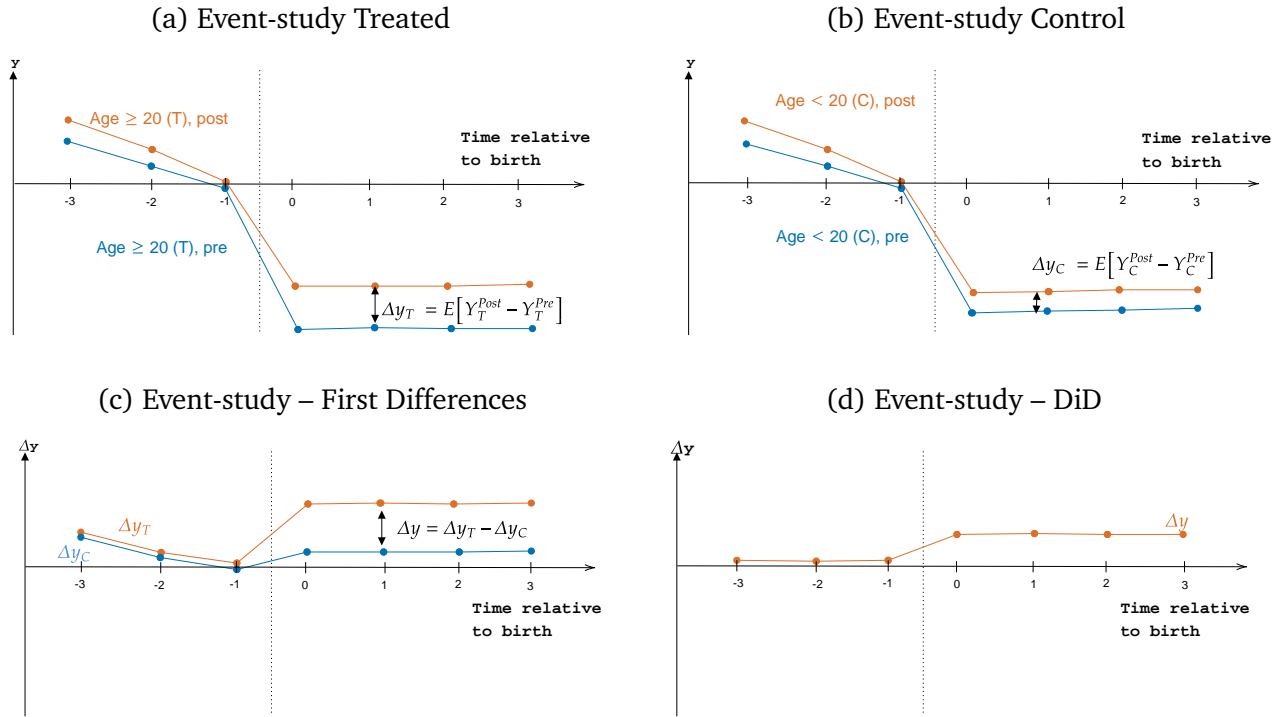 (a) Event-study Treated
y
Age ≥ 20 (T), post
Time relative
to birth
-3 -2 -1 0 1 2 3
Age ≥ 20 (T), pre
Δy_T = E[Y_T^Post − Y_T^Pre]
(b) Event-study Control
y
Age < 20 (C), post
Time relative
to birth
-3 -2 -1 0 1 2 3
Age < 20 (C), pre
Δy_C = E[Y_C^Post − Y_C^Pre]
(c) Event-study – First Differences
Δy
Δy_T
Δy_C
Δy = Δy_T − Δy_C
-3 -2 -1 0 1 2 3
Time relative
to birth
(d) Event-study – DiD
Δy
Δy
-3 -2 -1 0 1 2 3
Time relative
to birth